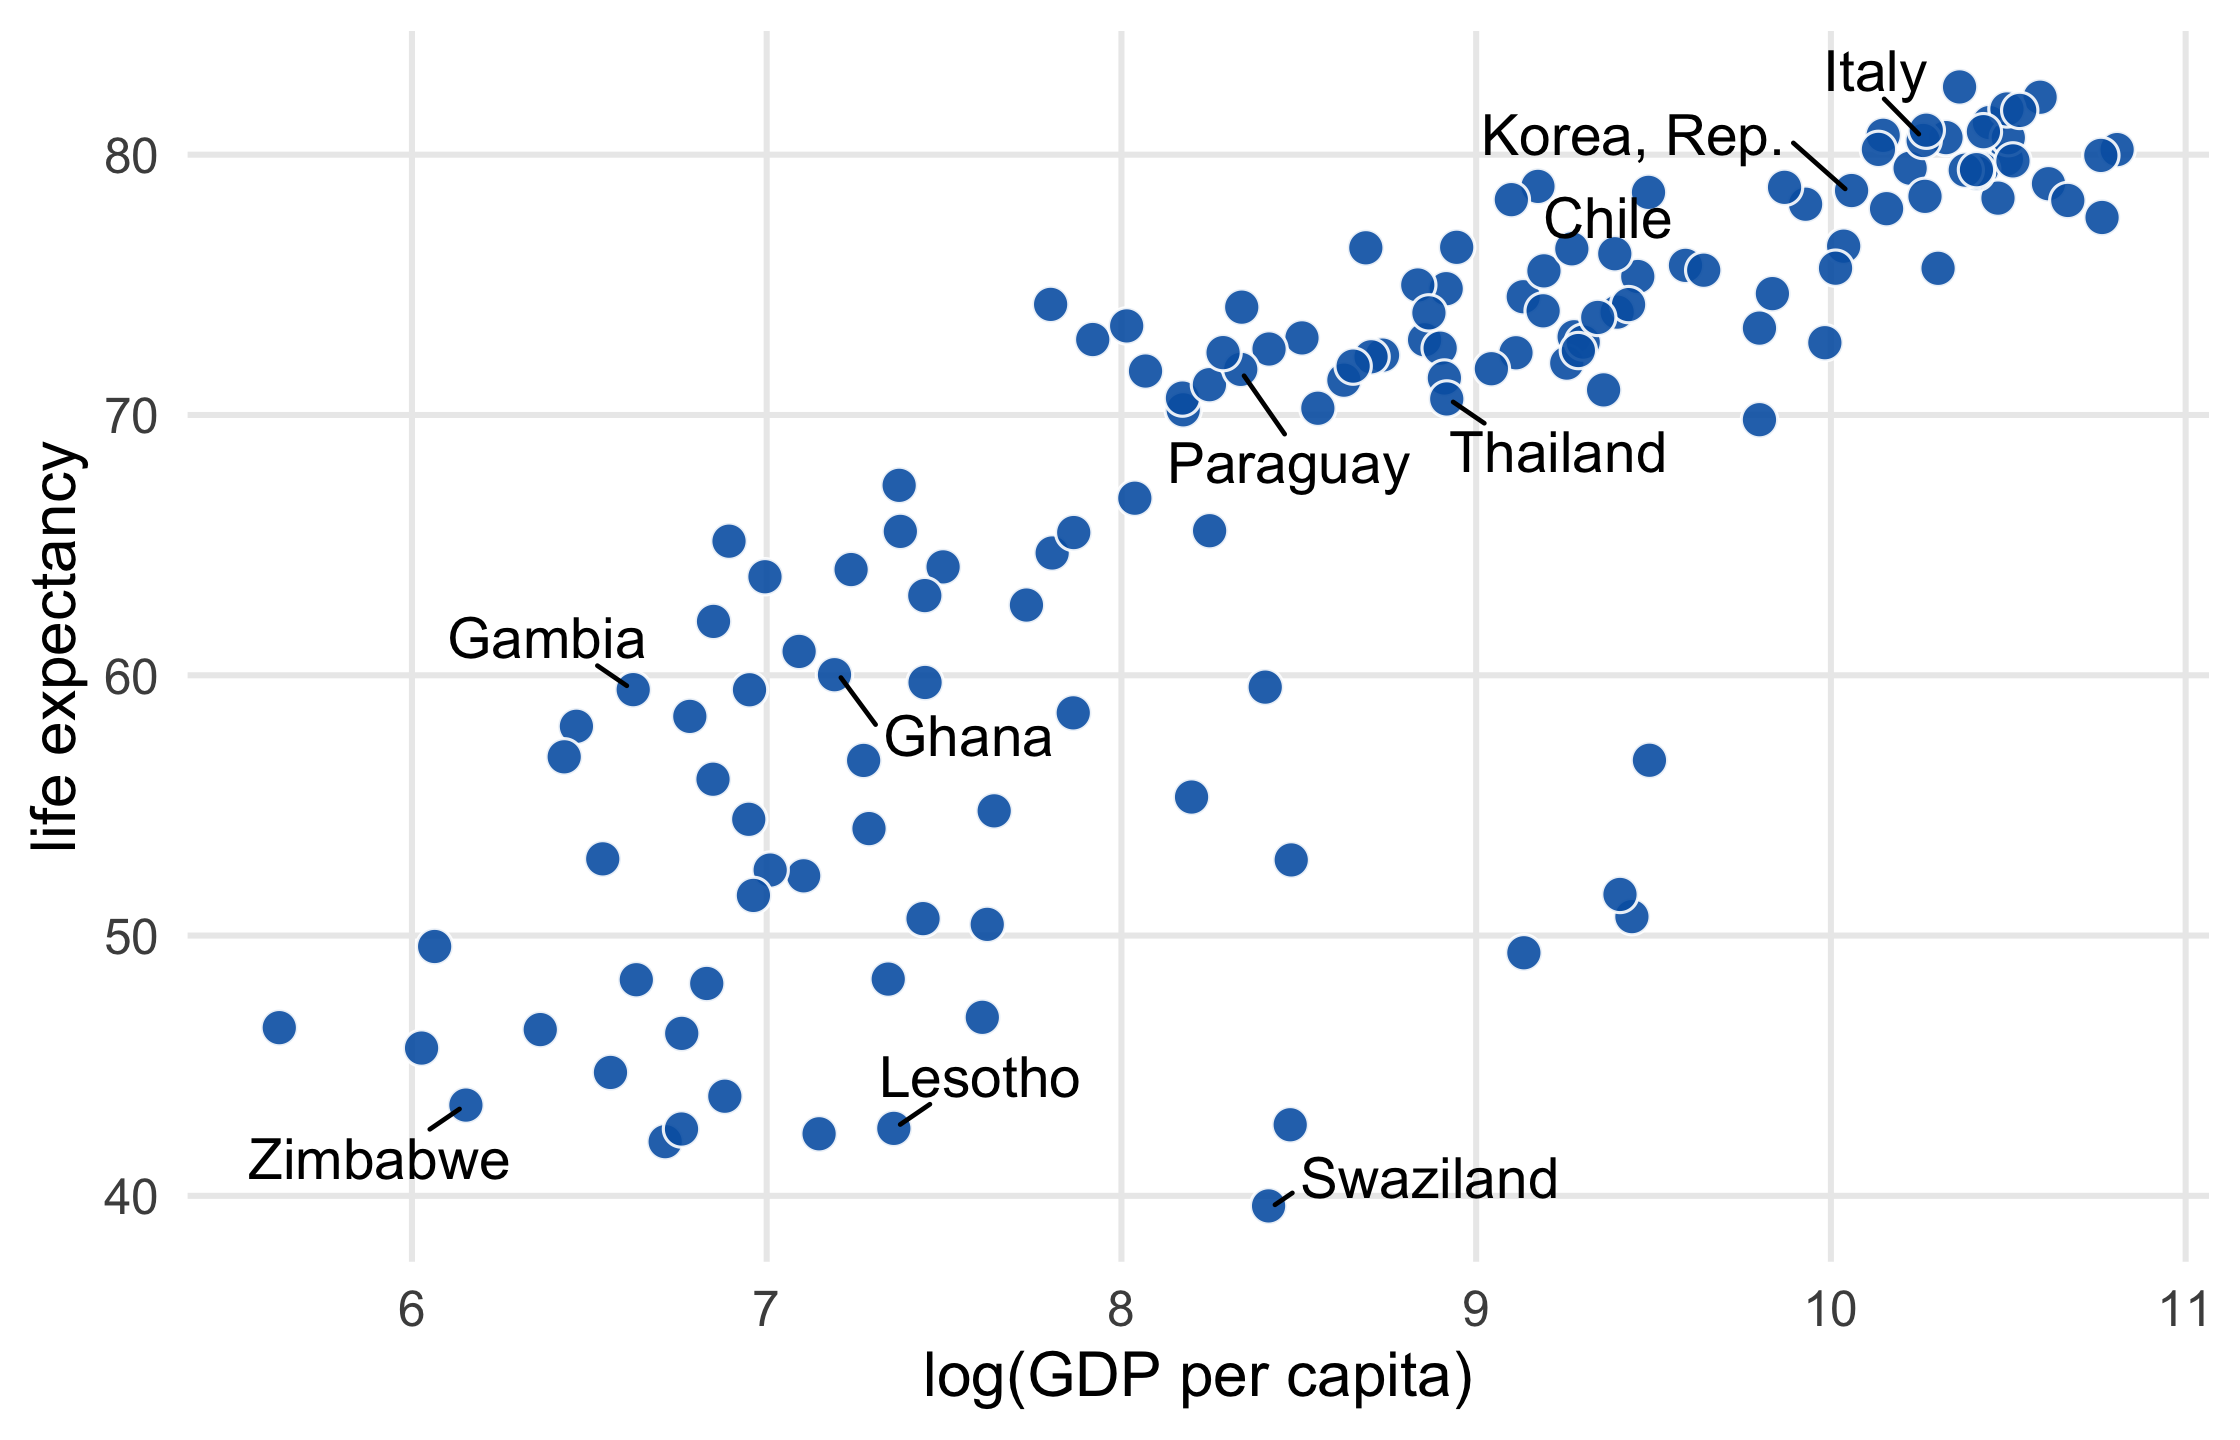 Italy
Korea, Rep.
Chile
Paraguay
Thailand
Gambia
Ghana
Lesotho
Zimbabwe
Swaziland
80
70
60
50
40
life expectancy
6
7
8
9
10
11
log(GDP per capita)